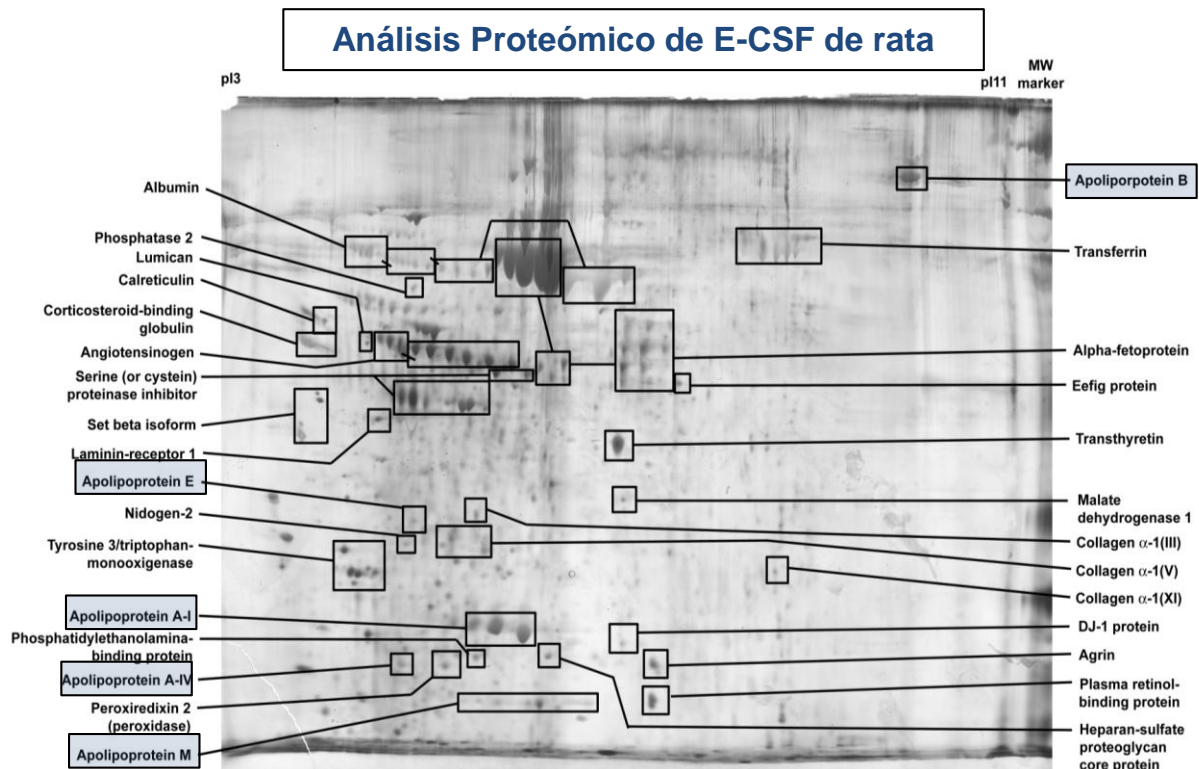 Análisis Proteómico de E-CSF de rata
pI3
pI11
MW
marker
Albumin
Phosphatase 2
Lumican
Calreticulin
Corticosteroid-binding
globulin
Angiotensinogen
Serine (or cystein)
proteinase inhibitor
Set beta isoform
Laminin-receptor 1
Apolipoprotein E
Nidogen-2
Tyrosine 3/triptophan-
monooxigenase
Apolipoprotein A-I
Phosphatidylethanolamina-
binding protein
Apolipoprotein A-IV
Peroxiredixin 2
(peroxidase)
Apolipoprotein M
Apoliporpotein B
Transferrin
Alpha-fetoprotein
Eefig protein
Transthyretin
Malate
dehydrogenase 1
Collagen α-1(III)
Collagen α-1(V)
Collagen α-1(XI)
DJ-1 protein
Agrin
Plasma retinol-
binding protein
Heparan-sulfate
proteoglycan
core protein